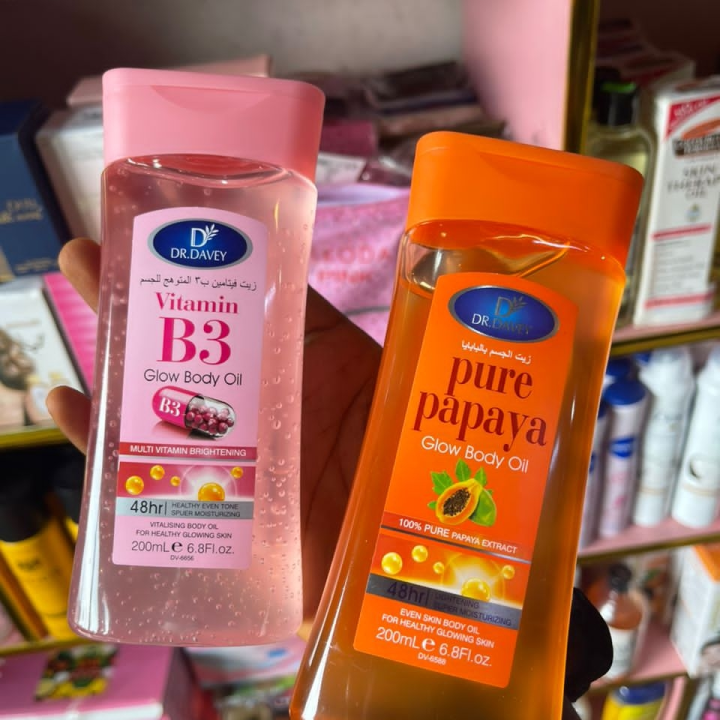 DR.DAVEY
زيت فيتامين ب٣ المتوهج للجسم
Vitamin
B3
Glow Body Oil
B3
MULTI VITAMIN BRIGHTENING
48hr HEALTHY EVEN TONE
SPUER MOISTURIZING
VITALISING BODY OIL
FOR HEALTHY GLOWING SKIN
200mL e 6.8Fl.oz.
DV-6656
DR.DAVEY
زيت الجسم بالبابايا
pure
papaya
Glow Body Oil
100% PURE PAPAYA EXTRACT
48hr LIGHTENING
SUPER MOISTURIZING
EVEN SKIN BODY OIL
FOR HEALTHY GLOWING SKIN
200mL e 6.8Fl.oz.
DV-6588